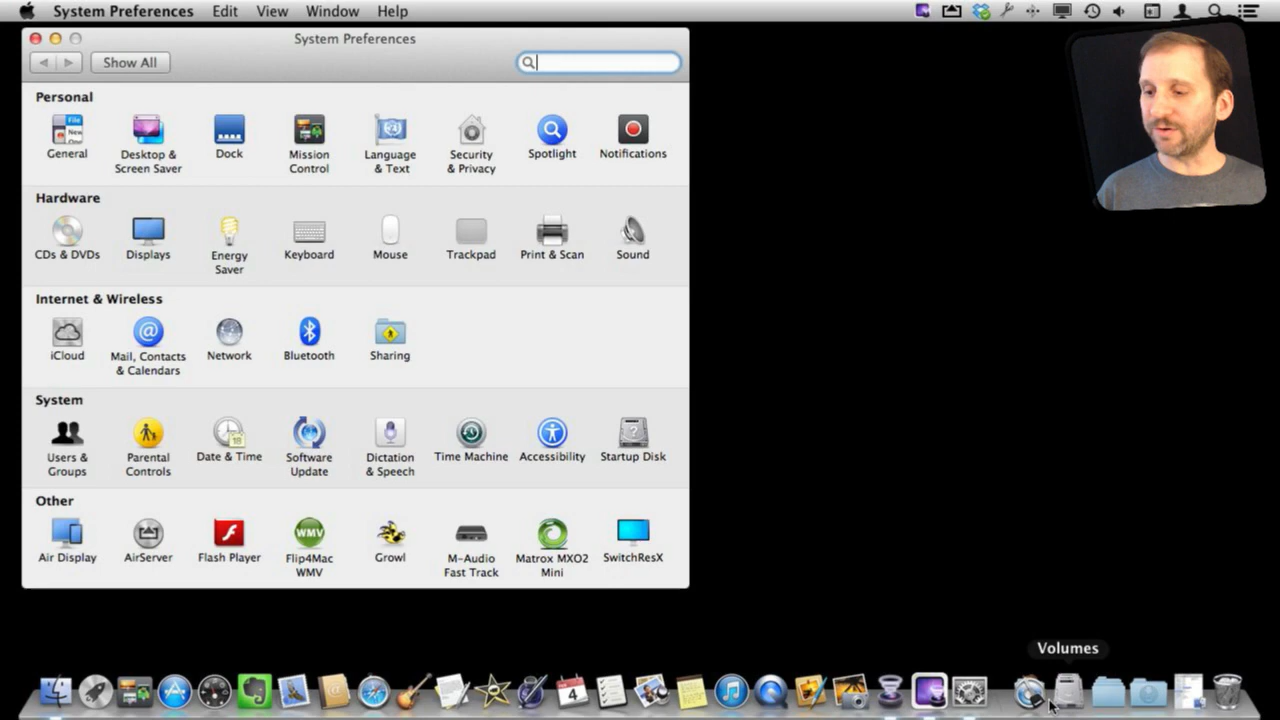 System Preferences Edit View Window Help
System Preferences
Show All
Personal
General
Desktop &
Screen Saver
Dock
Mission
Control
Language
& Text
Security
& Privacy
Spotlight
Notifications
Hardware
CDs & DVDs
Displays
Energy
Saver
Keyboard
Mouse
Trackpad
Print & Scan
Sound
Internet & Wireless
iCloud
Mail, Contacts
& Calendars
Network
Bluetooth
Sharing
System
Users &
Groups
Parental
Controls
Date & Time
18
Software
Update
Dictation
& Speech
Time Machine
Accessibility
Startup Disk
Other
Air Display
AirServer
Flash Player
WMV
Flip4Mac
WMV
Growl
M-Audio
Fast Track
Matrox MXO2
Mini
SwitchResX
Volumes
4